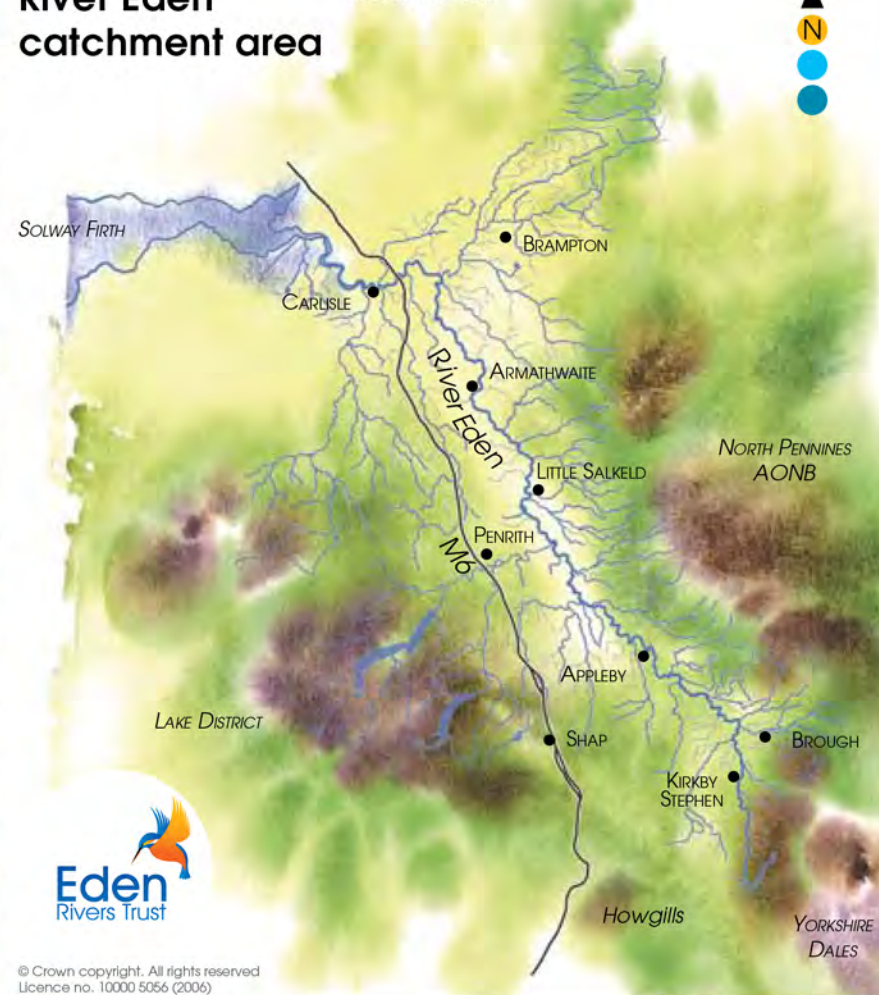 River Eden
catchment area
N
SOLWAY FIRTH
BRAMPTON
CARLISLE
ARMATHWAITE
River Eden
NORTH PENNINES
AONB
LITTLE SALKELD
PENRITH
M6
APPLEBY
LAKE DISTRICT
SHAP
BROUGH
KIRKBY
STEPHEN
Eden
Rivers Trust
Howgills
YORKSHIRE
DALES
© Crown copyright. All rights reserved
Licence no. 10000 5056 (2006)